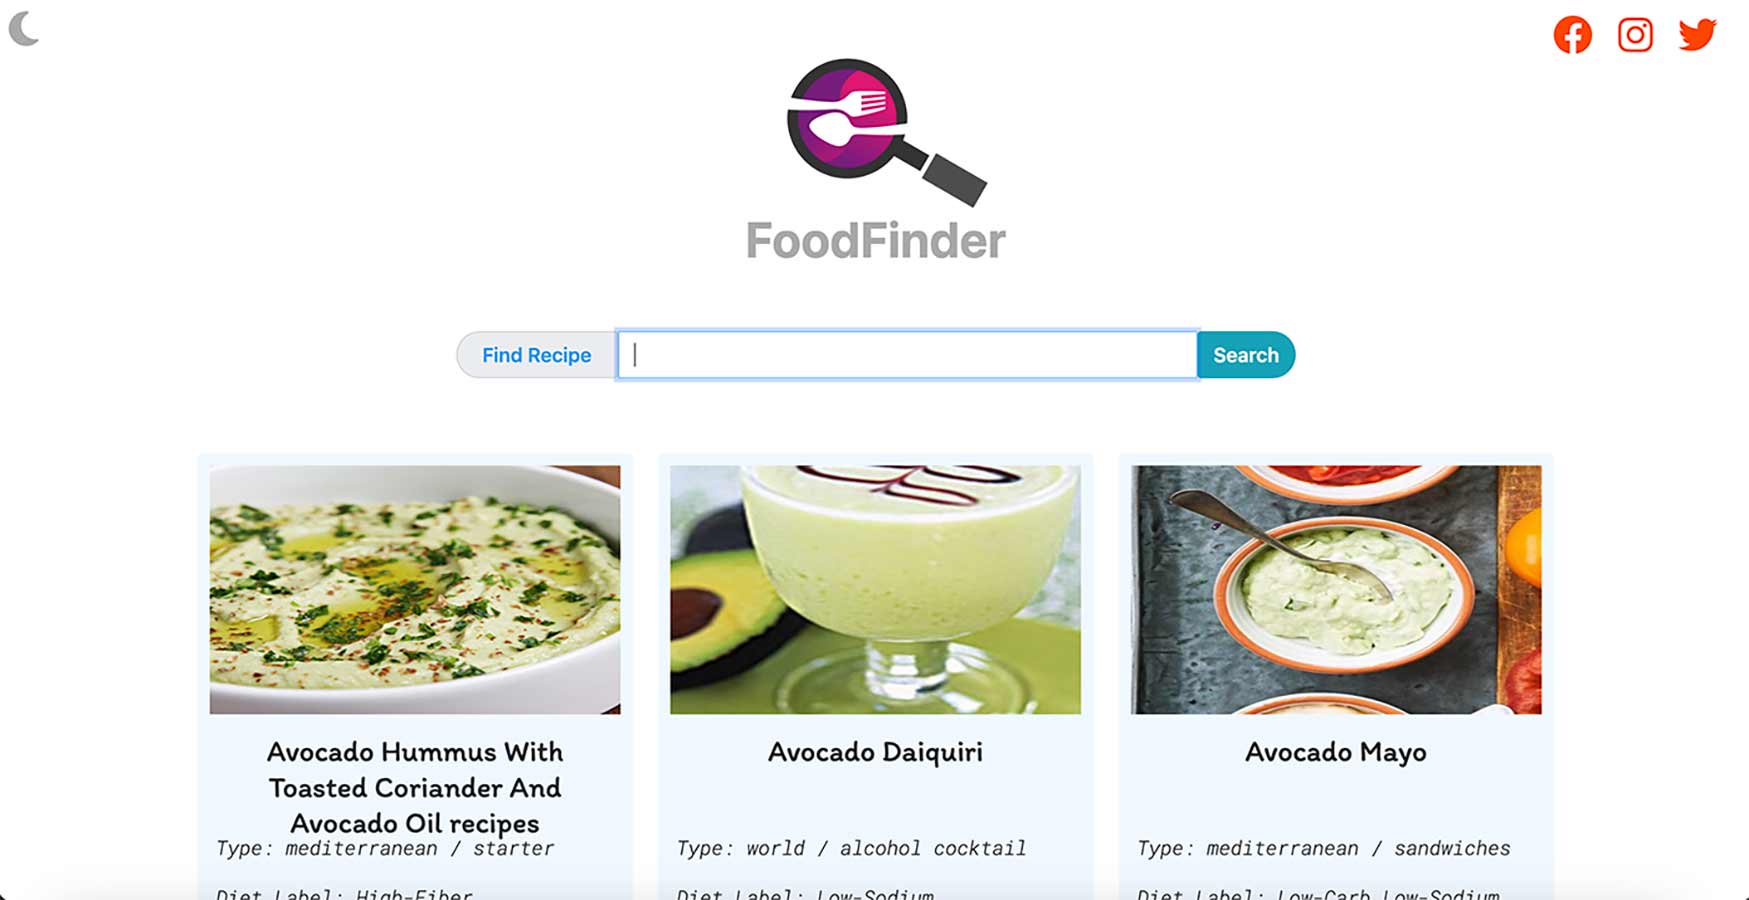 FoodFinder
Find Recipe
Search
Avocado Hummus With
Toasted Coriander And
Avocado Oil recipes
Type: mediterranean / starter
Diet Label: High-Fiber
Avocado Daiquiri
Type: world / alcohol cocktail
Diet Label: Low-Sodium
Avocado Mayo
Type: mediterranean / sandwiches
Diet Label: Low-Carb Low-Sodium